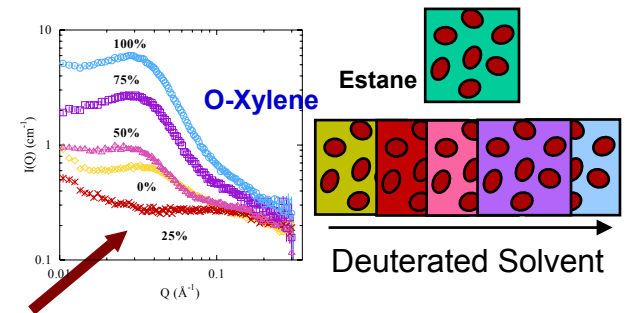 10
100%
75%
O-Xylene
Estane
I(Q) (cm⁻¹)
1
50%
0%
25%
0.1
0.01
0.1
Q (Å⁻¹)
Deuterated Solvent